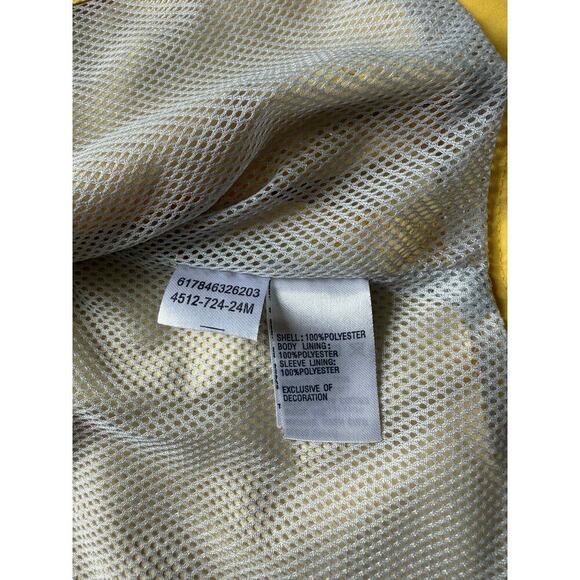 617846326203
4512-724-24M
SHELL:100%POLYESTER
BODY LINING:
100%POLYESTER
SLEEVE LINING:
100%POLYESTER
EXCLUSIVE OF
DECORATION